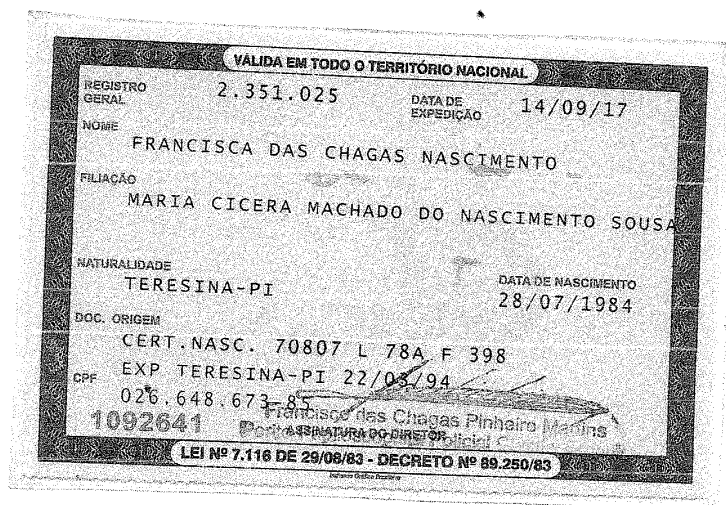 VÁLIDA EM TODO O TERRITÓRIO NACIONAL
REGISTRO GERAL 2.351.025 DATA DE EXPEDIÇÃO 14/09/17
NOME
FRANCISCA DAS CHAGAS NASCIMENTO
FILIAÇÃO
MARIA CICERA MACHADO DO NASCIMENTO SOUSA
NATURALIDADE DATA DE NASCIMENTO
TERESINA-PI 28/07/1984
DOC. ORIGEM
CERT.NASC. 70807 L 78A F 398
EXP TERESINA-PI 22/03/94
CPF 026.648.673-85
Francisco das Chagas Pinheiro Martins
1092641 ASSINATURA DO DIRETOR
LEI Nº 7.116 DE 29/08/83 - DECRETO Nº 89.250/83